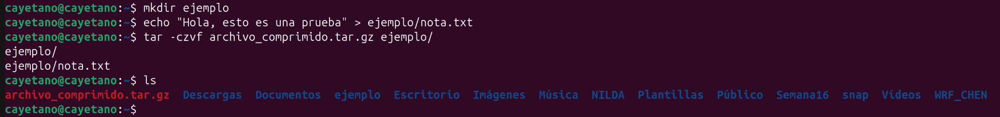 cayetano@cayetano:~$ mkdir ejemplo
cayetano@cayetano:~$ echo "Hola, esto es una prueba" > ejemplo/nota.txt
cayetano@cayetano:~$ tar -czvf archivo_comprimido.tar.gz ejemplo/
ejemplo/
ejemplo/nota.txt
cayetano@cayetano:~$ ls
archivo_comprimido.tar.gz  Descargas  Documentos  ejemplo  Escritorio  Imágenes  Música  NILDA  Plantillas  Público  Semana16  snap  Vídeos  WRF_CHEN
cayetano@cayetano:~$